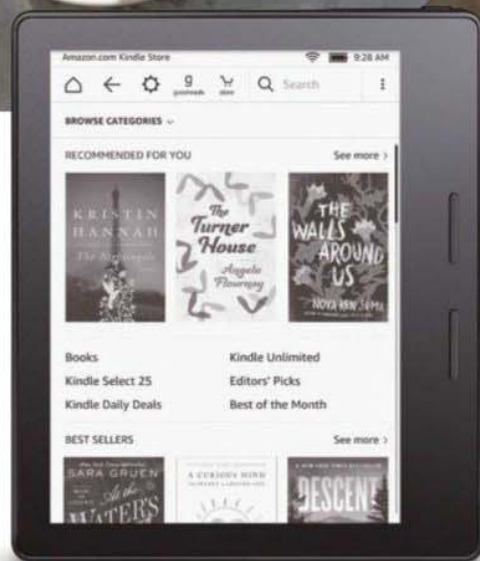 Amazon.com Kindle Store 9:28 AM
goodreads store Search
BROWSE CATEGORIES
RECOMMENDED FOR YOU See more >
KRISTIN
HANNAH
The Nightingale
The
Turner
House
Angela
Flournoy
THE
WALLS
AROUND
US
NOVA REN SUMA
Books Kindle Unlimited
Kindle Select 25 Editors' Picks
Kindle Daily Deals Best of the Month
BEST SELLERS See more >
SARA GRUEN
At the
WATER'S
A CURIOUS MIND
DESCENT